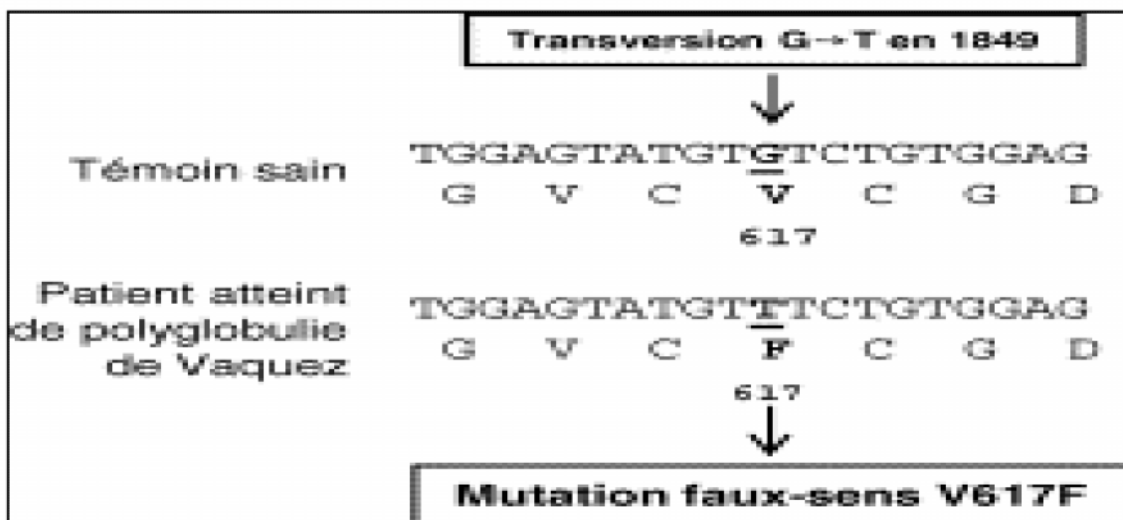 Transversion G→T en 1849
Témoin sain
TGGAGTATGTGTCTGTGGAG
G V C V C G D
617
Patient atteint
de polyglobulie
de Vaquez
TGGAGTATGTTTCTGTGGAG
G V C F C G D
617
Mutation faux-sens V617F